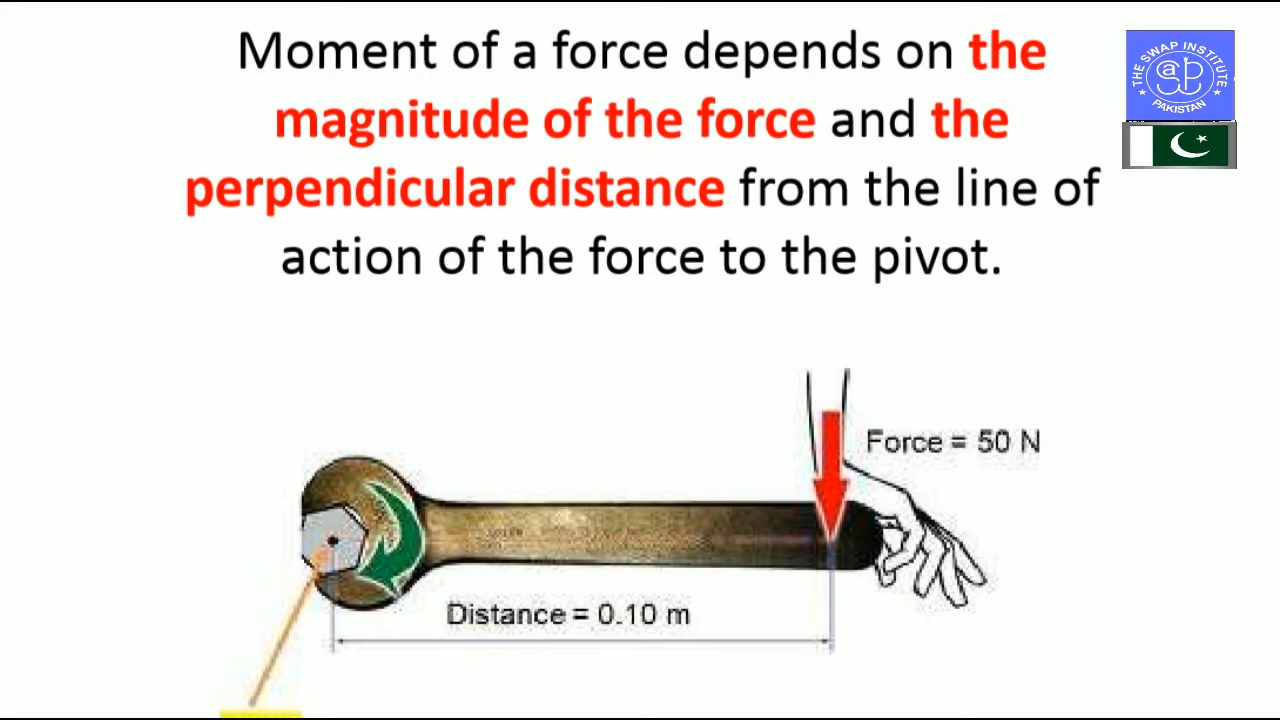 Moment of a force depends on the
magnitude of the force and the
perpendicular distance from the line of
action of the force to the pivot.
THE SWAP INSTITUTE
PAKISTAN
Force = 50 N
Distance = 0.10 m